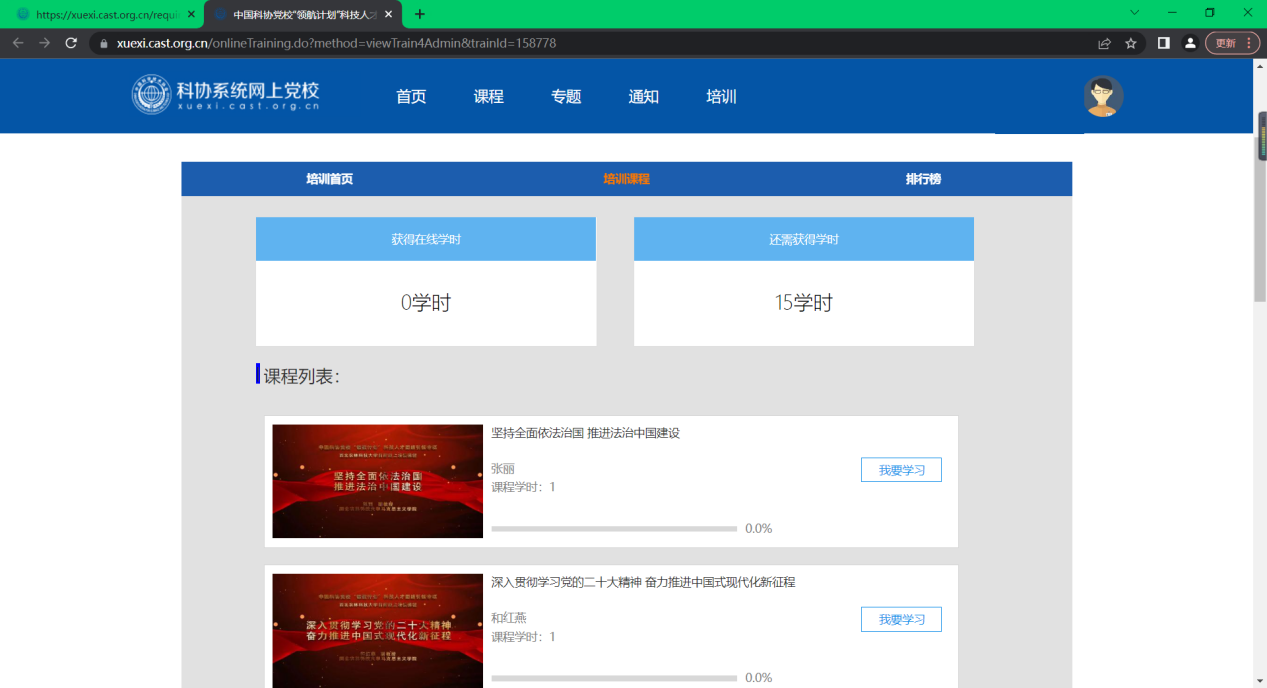 https://xuexi.cast.org.cn/requi
中国科协党校"领航计划"科技人才
xuexi.cast.org.cn/onlineTraining.do?method=viewTrain4Admin&trainId=158778
更新
科协系统网上党校
xuexi.cast.org.cn
首页 课程 专题 通知 培训
培训首页 培训课程 排行榜
获得在线学时 还需获得学时
0学时 15学时
课程列表：
坚持全面依法治国 推进法治中国建设
张丽
课程学时：1
我要学习
0.0%
坚持全面依法治国
推进法治中国建设
深入贯彻学习党的二十大精神 奋力推进中国式现代化新征程
和红燕
课程学时：1
我要学习
0.0%
深入贯彻学习党的二十大精神
奋力推进中国式现代化新征程